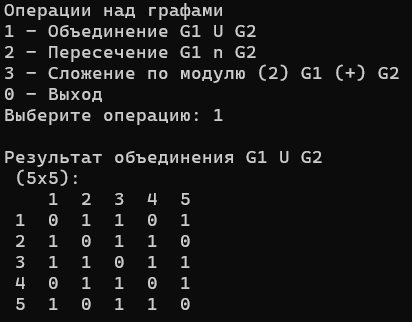 Операции над графами
1 – Объединение G1 U G2
2 – Пересечение G1 n G2
3 – Сложение по модулю (2) G1 (+) G2
0 – Выход
Выберите операцию: 1

Результат объединения G1 U G2
 (5x5):
    1  2  3  4  5
 1  0  1  1  0  1
 2  1  0  1  1  0
 3  1  1  0  1  1
 4  0  1  1  0  1
 5  1  0  1  1  0